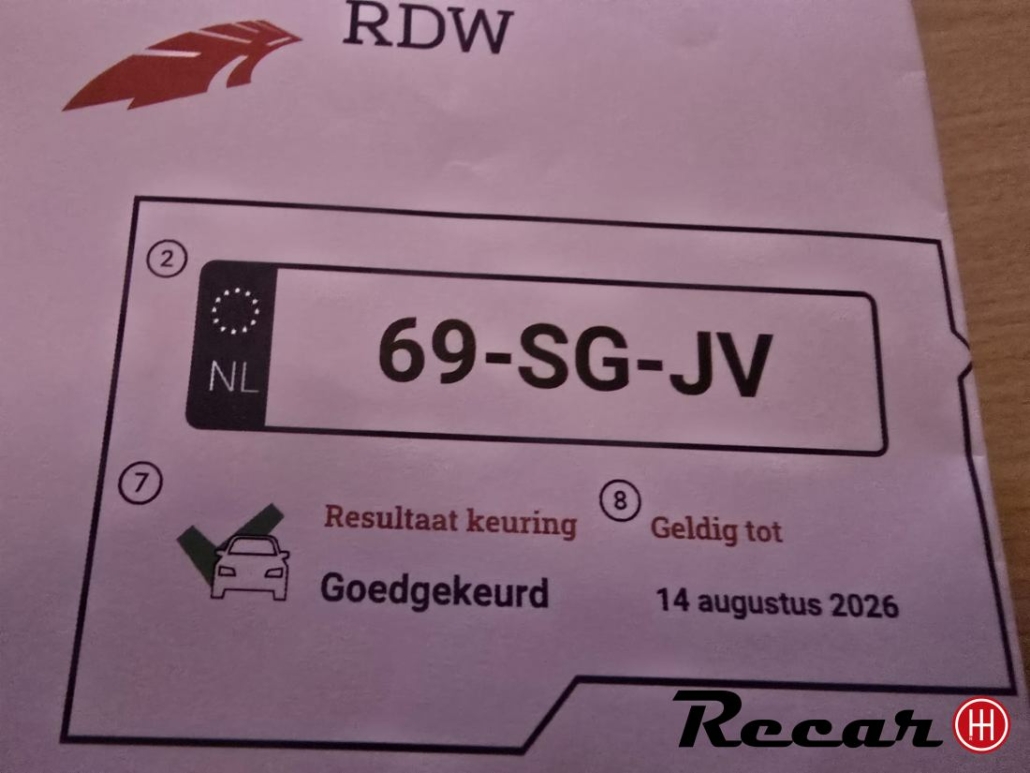 RDW
2
NL
69-SG-JV
7
Resultaat keuring
8
Geldig tot
Goedgekeurd
14 augustus 2026
Recar